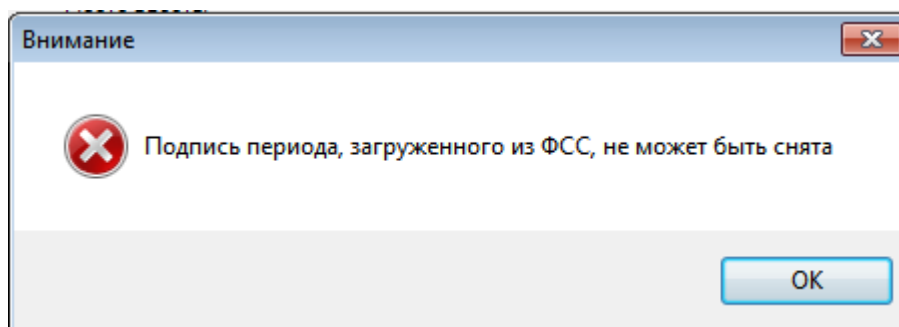 Внимание
Подпись периода, загруженного из ФСС, не может быть снята
OK